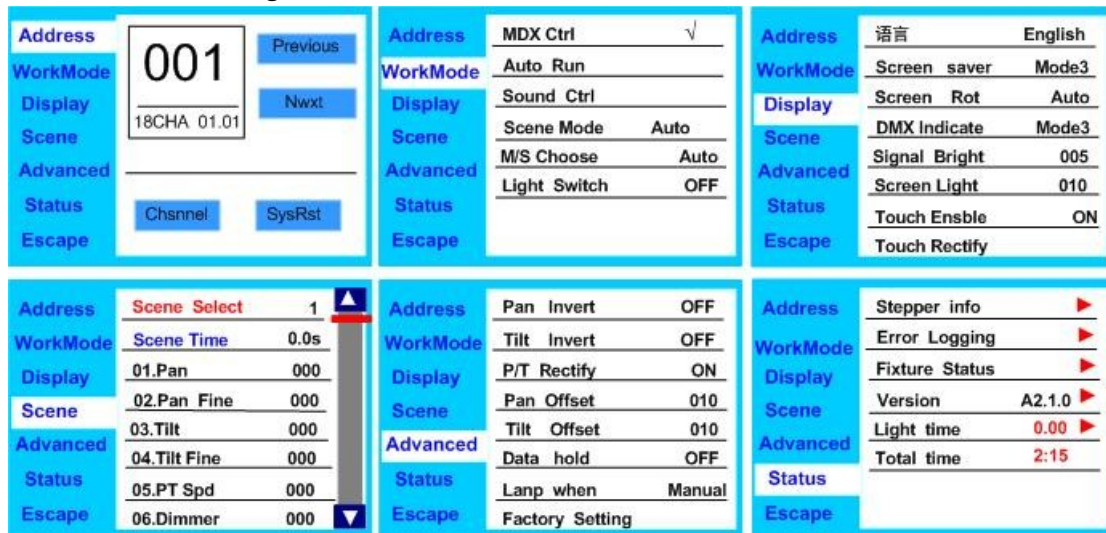 Address
WorkMode
Display
Scene
Advanced
Status
Escape
001
18CHA 01.01
Previous
Nwxt
Chsnnel
SysRst
Address
WorkMode
Display
Scene
Advanced
Status
Escape
MDX Ctrl √
Auto Run
Sound Ctrl
Scene Mode Auto
M/S Choose Auto
Light Switch OFF
Address
WorkMode
Display
Scene
Advanced
Status
Escape
语言 English
Screen saver Mode3
Screen Rot Auto
DMX Indicate Mode3
Signal Bright 005
Screen Light 010
Touch Ensble ON
Touch Rectify
Address
WorkMode
Display
Scene
Advanced
Status
Escape
Scene Select 1
Scene Time 0.0s
01.Pan 000
02.Pan Fine 000
03.Tilt 000
04.Tilt Fine 000
05.PT Spd 000
06.Dimmer 000
Address
WorkMode
Display
Scene
Advanced
Status
Escape
Pan Invert OFF
Tilt Invert OFF
P/T Rectify ON
Pan Offset 010
Tilt Offset 010
Data hold OFF
Lanp when Manual
Factory Setting
Address
WorkMode
Display
Scene
Advanced
Status
Escape
Stepper info
Error Logging
Fixture Status
Version A2.1.0
Light time 0.00
Total time 2:15